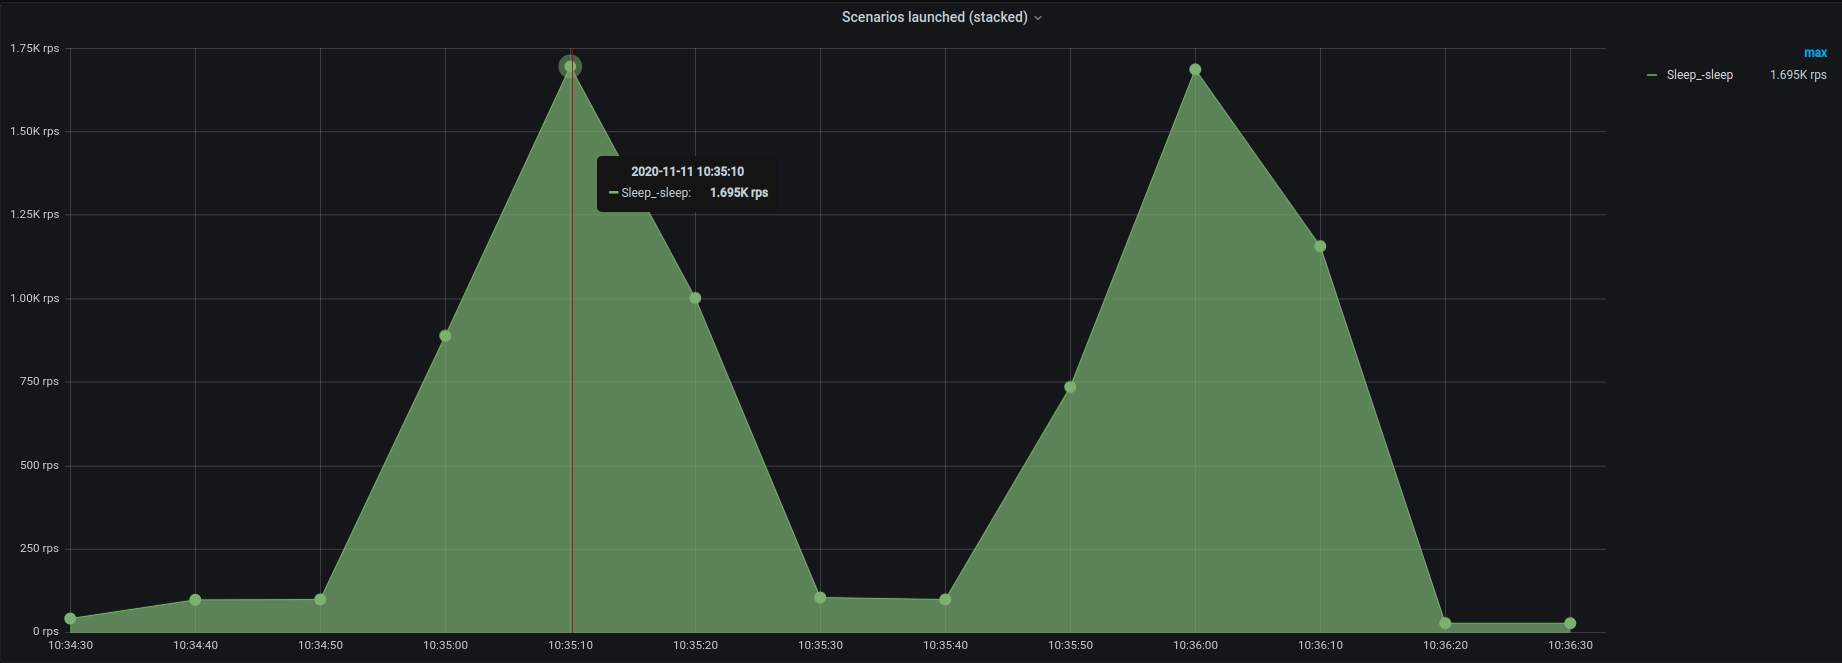 Scenarios launched (stacked)
1.75K rps
1.50K rps
1.25K rps
1.00K rps
750 rps
500 rps
250 rps
0 rps
max
Sleep_-sleep 1.695K rps
2020-11-11 10:35:10
Sleep_-sleep: 1.695K rps
10:34:30 10:34:40 10:34:50 10:35:00 10:35:10 10:35:20 10:35:30 10:35:40 10:35:50 10:36:00 10:36:10 10:36:20 10:36:30